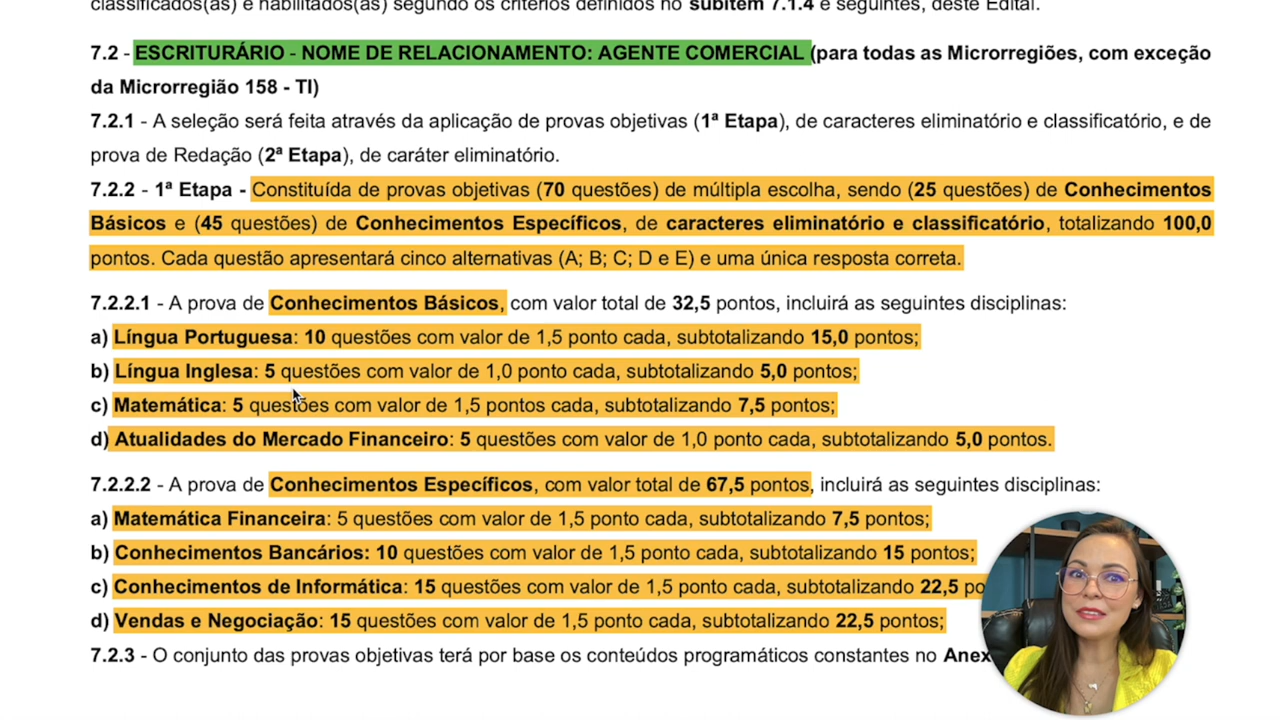 classificados(as) e habilitados(as) segundo os critérios definidos no subitem 7.1.4 e seguintes, deste Edital.
7.2 - ESCRITURÁRIO - NOME DE RELACIONAMENTO: AGENTE COMERCIAL (para todas as Microrregiões, com exceção
da Microrregião 158 - TI)
7.2.1 - A seleção será feita através da aplicação de provas objetivas (1ª Etapa), de caracteres eliminatório e classificatório, e de
prova de Redação (2ª Etapa), de caráter eliminatório.
7.2.2 - 1ª Etapa - Constituída de provas objetivas (70 questões) de múltipla escolha, sendo (25 questões) de Conhecimentos
Básicos e (45 questões) de Conhecimentos Específicos, de caracteres eliminatório e classificatório, totalizando 100,0
pontos. Cada questão apresentará cinco alternativas (A; B; C; D e E) e uma única resposta correta.
7.2.2.1 - A prova de Conhecimentos Básicos, com valor total de 32,5 pontos, incluirá as seguintes disciplinas:
a) Língua Portuguesa: 10 questões com valor de 1,5 ponto cada, subtotalizando 15,0 pontos;
b) Língua Inglesa: 5 questões com valor de 1,0 ponto cada, subtotalizando 5,0 pontos;
c) Matemática: 5 questões com valor de 1,5 pontos cada, subtotalizando 7,5 pontos;
d) Atualidades do Mercado Financeiro: 5 questões com valor de 1,0 ponto cada, subtotalizando 5,0 pontos.
7.2.2.2 - A prova de Conhecimentos Específicos, com valor total de 67,5 pontos, incluirá as seguintes disciplinas:
a) Matemática Financeira: 5 questões com valor de 1,5 ponto cada, subtotalizando 7,5 pontos;
b) Conhecimentos Bancários: 10 questões com valor de 1,5 ponto cada, subtotalizando 15 pontos;
c) Conhecimentos de Informática: 15 questões com valor de 1,5 ponto cada, subtotalizando 22,5 po
d) Vendas e Negociação: 15 questões com valor de 1,5 ponto cada, subtotalizando 22,5 pontos;
7.2.3 - O conjunto das provas objetivas terá por base os conteúdos programáticos constantes no Anex